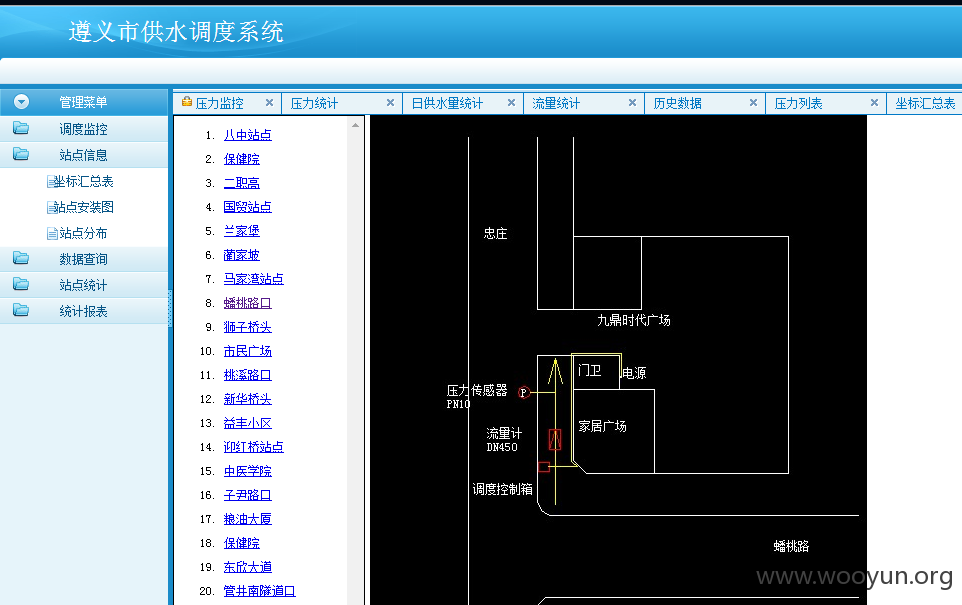 遵义市供水调度系统
管理菜单
调度监控
站点信息
坐标汇总表
站点安装图
站点分布
数据查询
站点统计
统计报表
压力监控 压力统计 日供水量统计 流量统计 历史数据 压力列表 坐标汇总表
1. 八中站点
2. 保健院
3. 二职高
4. 国贸站点
5. 兰家堡
6. 蔺家坡
7. 马家湾站点
8. 蟠桃路口
9. 狮子桥头
10. 市民广场
11. 桃溪路口
12. 新华桥头
13. 益丰小区
14. 迎红桥站点
15. 中医学院
16. 子尹路口
17. 粮油大厦
18. 保健院
19. 东欣大道
20. 管井南隧道口
忠庄
九鼎时代广场
门卫
电源
压力传感器
PN10
P
家居广场
流量计
DN450
调度控制箱
蟠桃路
www.wooyun.org